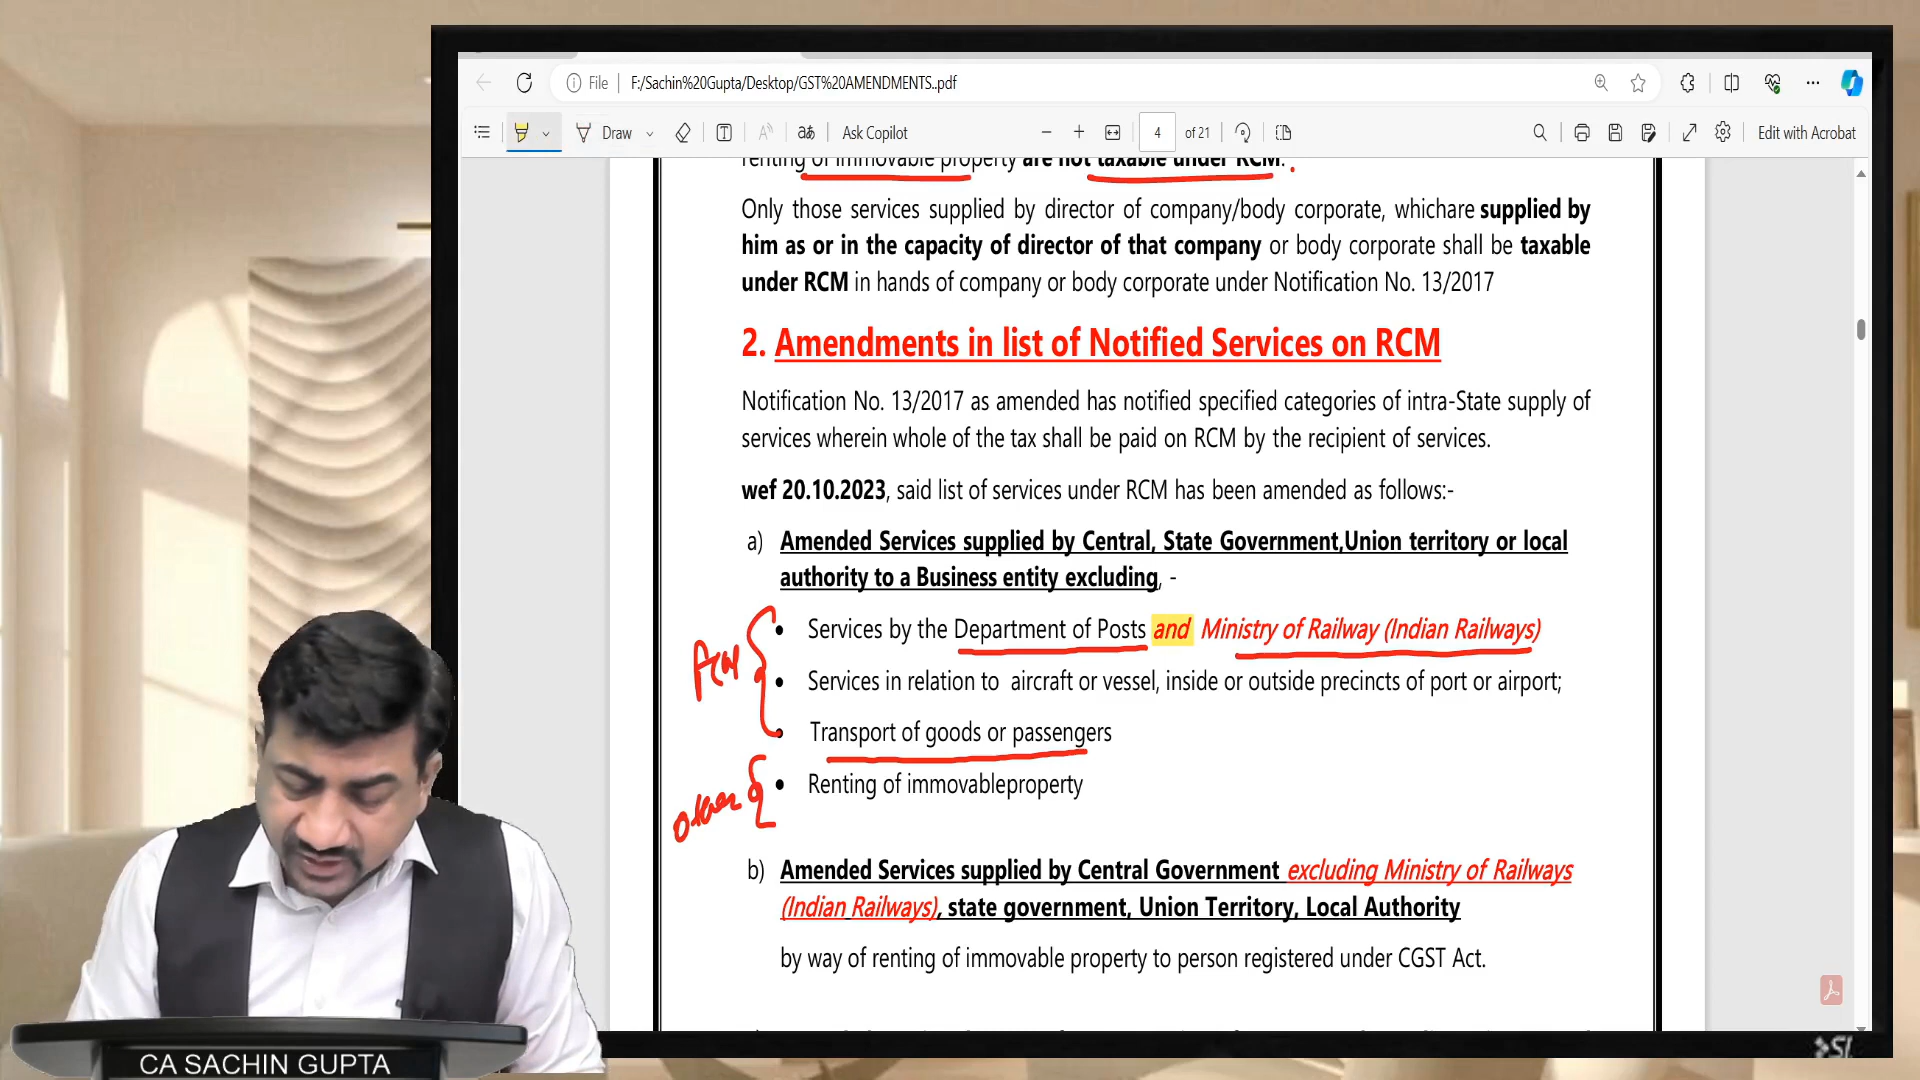 File F:/Sachin%20Gupta/Desktop/GST%20AMENDMENTS..pdf
Draw Ask Copilot 4 of 21 Edit with Acrobat
renting of immovable property are not taxable under RCM.
Only those services supplied by director of company/body corporate, whichare supplied by
him as or in the capacity of director of that company or body corporate shall be taxable
under RCM in hands of company or body corporate under Notification No. 13/2017
2. Amendments in list of Notified Services on RCM
Notification No. 13/2017 as amended has notified specified categories of intra-State supply of
services wherein whole of the tax shall be paid on RCM by the recipient of services.
wef 20.10.2023, said list of services under RCM has been amended as follows:-
a) Amended Services supplied by Central, State Government,Union territory or local
authority to a Business entity excluding, -
• Services by the Department of Posts and Ministry of Railway (Indian Railways)
• Services in relation to aircraft or vessel, inside or outside precincts of port or airport;
• Transport of goods or passengers
• Renting of immovableproperty
b) Amended Services supplied by Central Government excluding Ministry of Railways
(Indian Railways), state government, Union Territory, Local Authority
by way of renting of immovable property to person registered under CGST Act.
CA SACHIN GUPTA